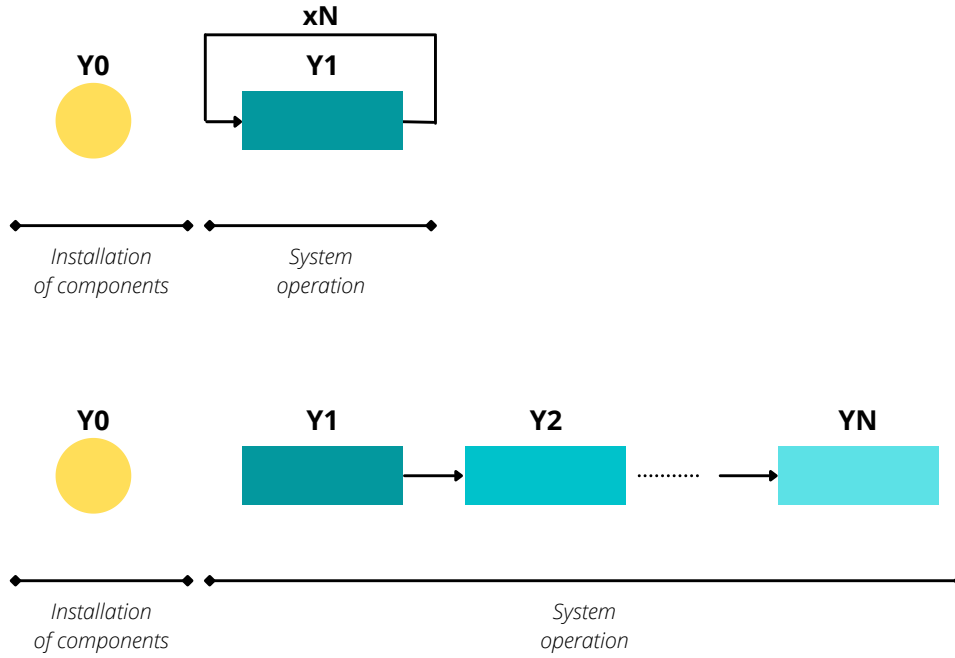 xN
Y0
Y1
Installation
of components
System
operation
Y0
Y1
Y2
YN
Installation
of components
System
operation